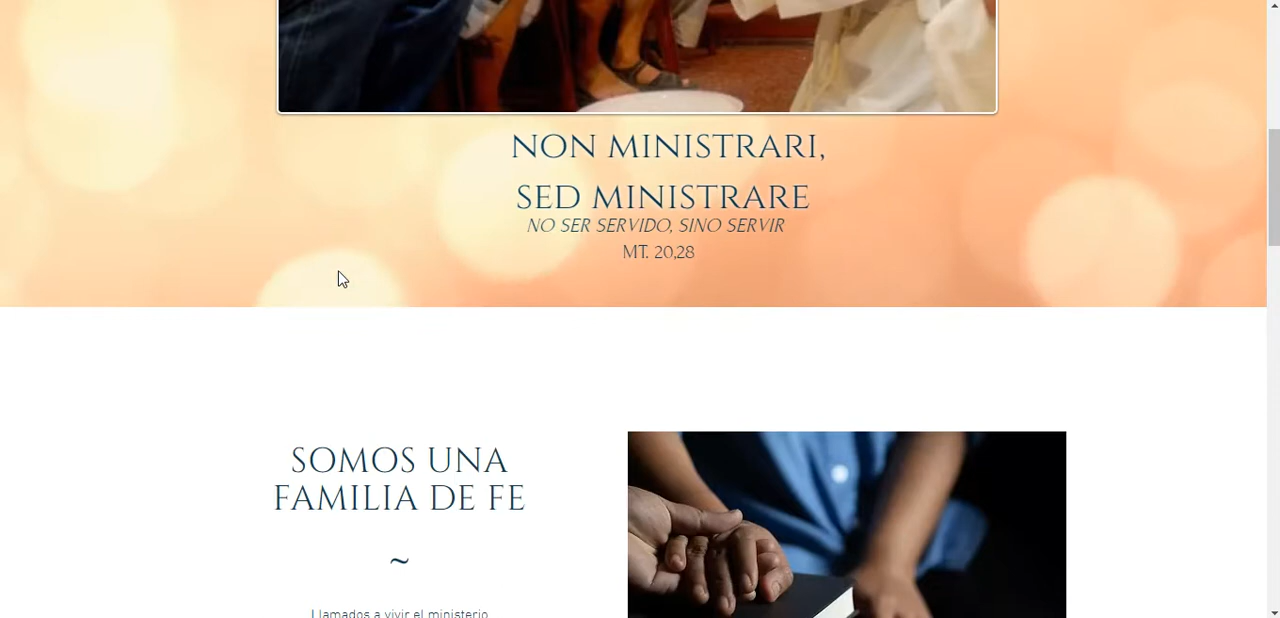 NON MINISTRARI,
SED MINISTRARE
NO SER SERVIDO, SINO SERVIR
MT. 20,28
SOMOS UNA
FAMILIA DE FE
~
Llamados a vivir el ministerio